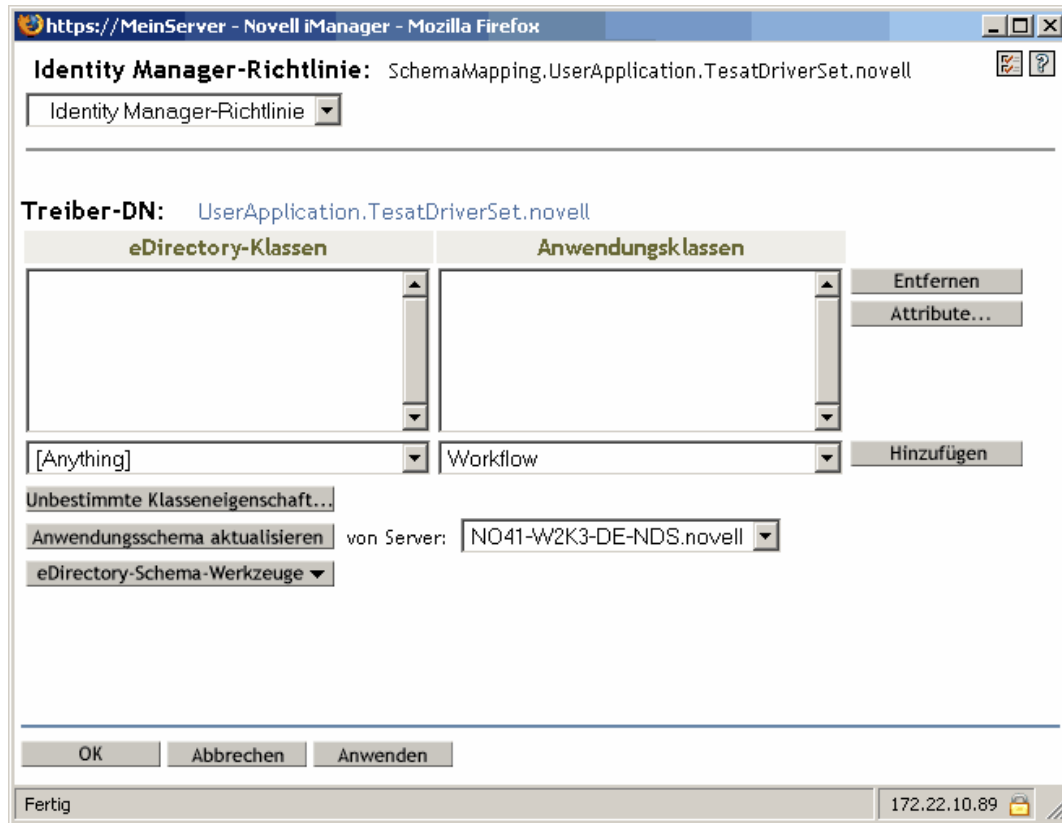 https://MeinServer - Novell iManager - Mozilla Firefox
Identity Manager-Richtlinie: SchemaMapping.UserApplication.TesatDriverSet.novell
Identity Manager-Richtlinie
Treiber-DN: UserApplication.TesatDriverSet.novell
eDirectory-Klassen Anwendungsklassen
Entfernen
Attribute...
[Anything] Workflow Hinzufügen
Unbestimmte Klasseneigenschaft...
Anwendungsschema aktualisieren von Server: NO41-W2K3-DE-NDS.novell
eDirectory-Schema-Werkzeuge
OK Abbrechen Anwenden
Fertig 172.22.10.89